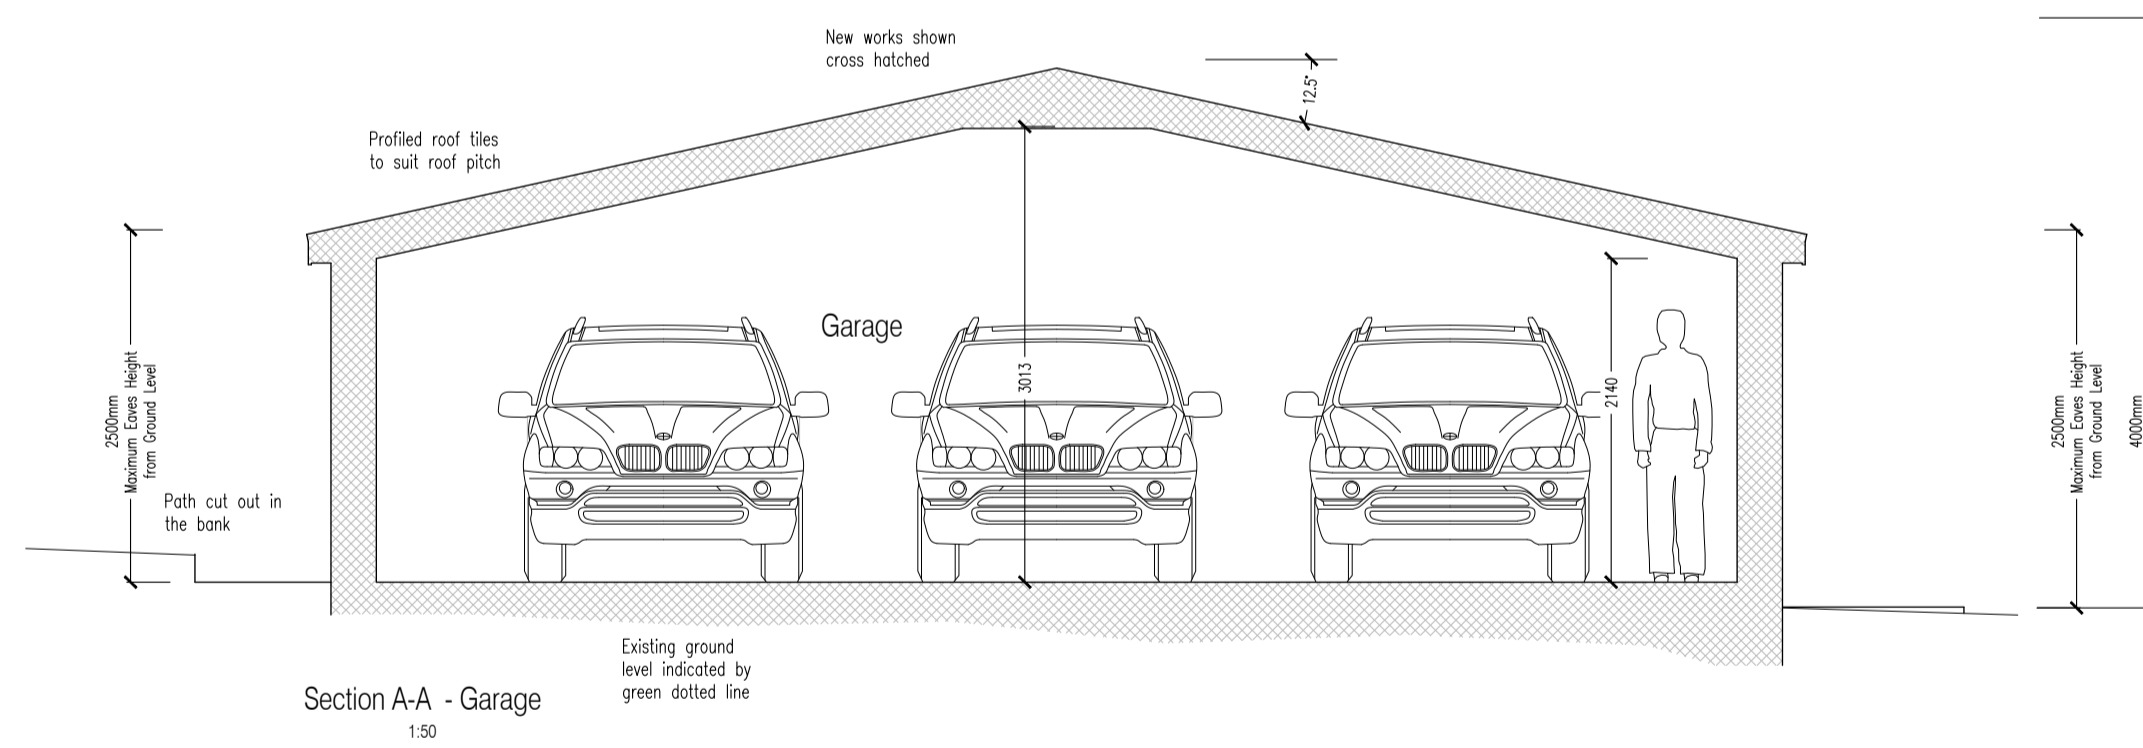 New works shown
cross hatched
12.5°
Profiled roof tiles
to suit roof pitch
2500mm
Maximum Eaves Height
from Ground Level
Path cut out in
the bank
Garage
3013
2140
2500mm
Maximum Eaves Height
from Ground Level
4000mm
Existing ground
level indicated by
green dotted line
Section A-A - Garage
1:50